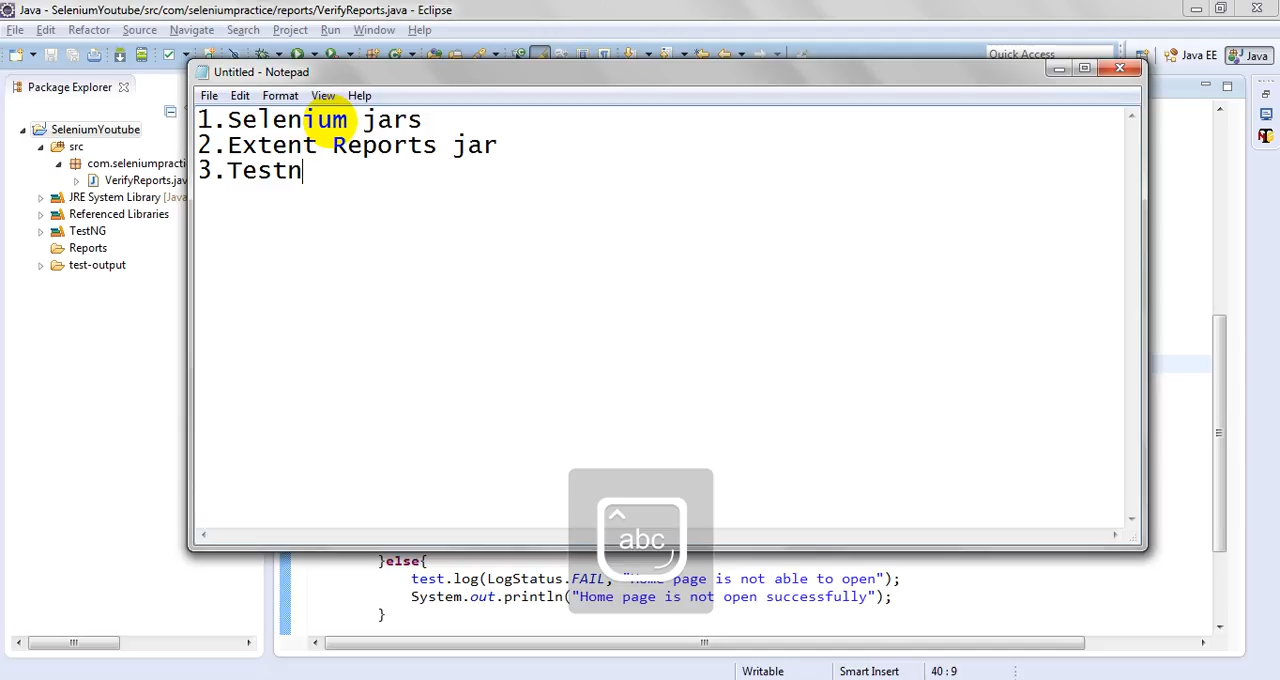 Java - SeleniumYoutube/src/com/seleniumpractice/reports/VerifyReports.java - Eclipse
File Edit Refactor Source Navigate Search Project Run Window Help
Quick Access
Java EE
Java
Package Explorer
Untitled - Notepad
File Edit Format View Help
1.Selenium jars
2.Extent Reports jar
3.Testn
SeleniumYoutube
src
com.seleniumpracti
VerifyReports.jav
JRE System Library [Java
Referenced Libraries
TestNG
Reports
test-output
abc
}else{
test.log(LogStatus.FAIL, "Home page is not able to open");
System.out.println("Home page is not open successfully");
}
Writable
Smart Insert
40 : 9